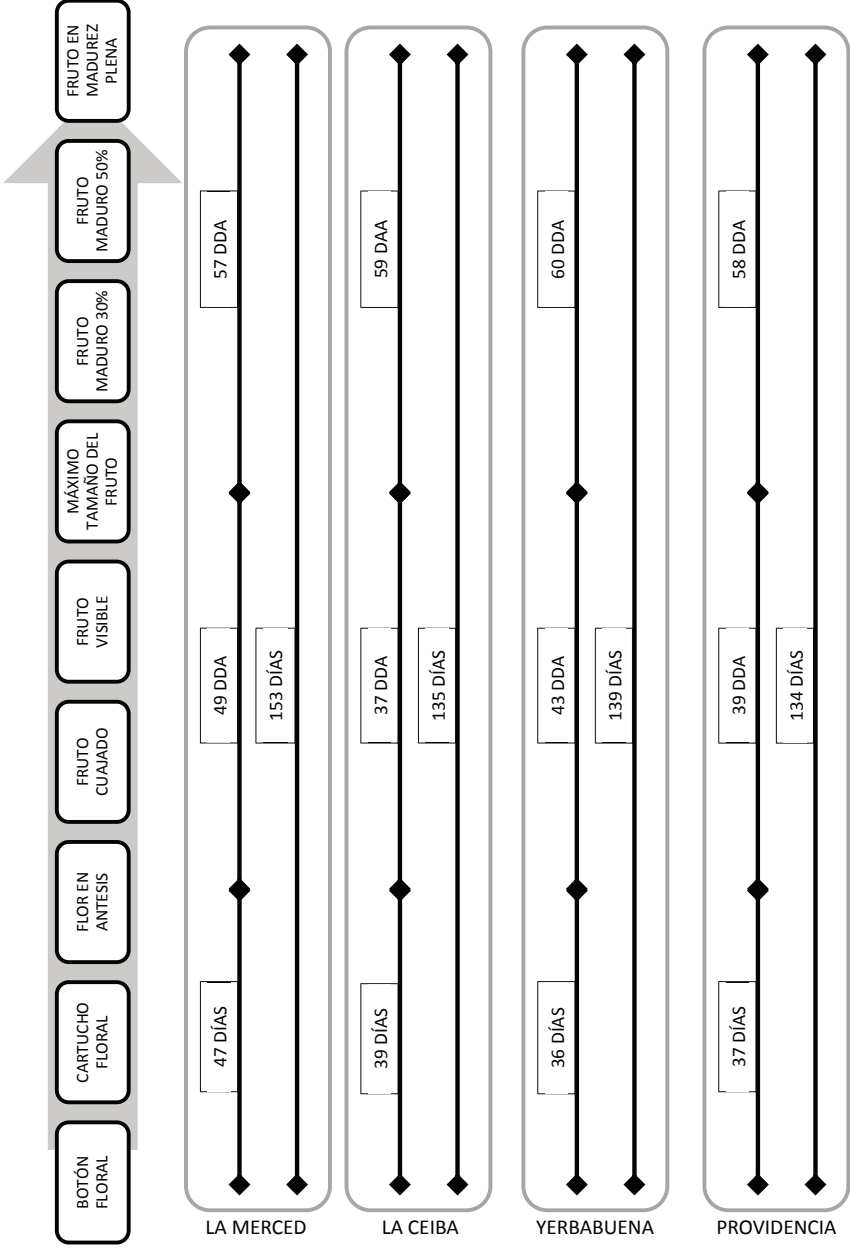 BOTÓN
FLORAL
CARTUCHO
FLORAL
FLOR EN
ANTESIS
FRUTO
CUAJADO
FRUTO
VISIBLE
MÁXIMO
TAMAÑO DEL
FRUTO
FRUTO
MADURO 30%
FRUTO
MADURO 50%
FRUTO EN
MADUREZ
PLENA
LA MERCED
47 DÍAS
49 DDA
57 DDA
153 DÍAS
LA CEIBA
39 DÍAS
37 DDA
59 DAA
135 DÍAS
YERBABUENA
36 DÍAS
43 DDA
60 DDA
139 DÍAS
PROVIDENCIA
37 DÍAS
39 DDA
58 DDA
134 DÍAS